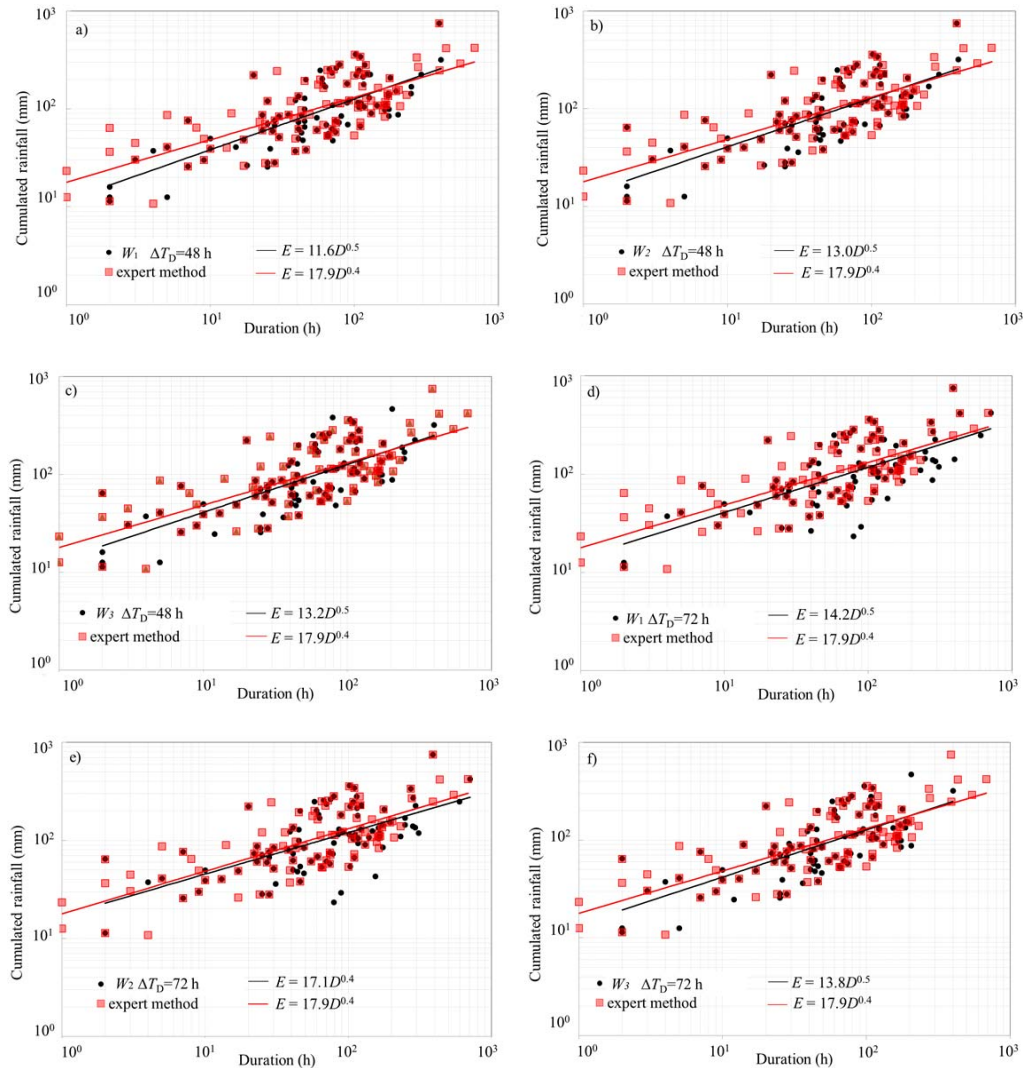 a)
Cumulated rainfall (mm)
10³
10²
10¹
10⁰
W₁ ΔT_D=48 h
E = 11.6D^0.5
expert method
E = 17.9D^0.4
10⁰ 10¹ 10² 10³
Duration (h)
b)
Cumulated rainfall (mm)
10³
10²
10¹
10⁰
W₂ ΔT_D=48 h
E = 13.0D^0.5
expert method
E = 17.9D^0.4
10⁰ 10¹ 10² 10³
Duration (h)
c)
Cumulated rainfall (mm)
10³
10²
10¹
10⁰
W₃ ΔT_D=48 h
E = 13.2D^0.5
expert method
E = 17.9D^0.4
10⁰ 10¹ 10² 10³
Duration (h)
d)
Cumulated rainfall (mm)
10³
10²
10¹
10⁰
W₁ ΔT_D=72 h
E = 14.2D^0.5
expert method
E = 17.9D^0.4
10⁰ 10¹ 10² 10³
Duration (h)
e)
Cumulated rainfall (mm)
10³
10²
10¹
10⁰
W₂ ΔT_D=72 h
E = 17.1D^0.4
expert method
E = 17.9D^0.4
10⁰ 10¹ 10² 10³
Duration (h)
f)
Cumulated rainfall (mm)
10³
10²
10¹
10⁰
W₃ ΔT_D=72 h
E = 13.8D^0.5
expert method
E = 17.9D^0.4
10⁰ 10¹ 10² 10³
Duration (h)